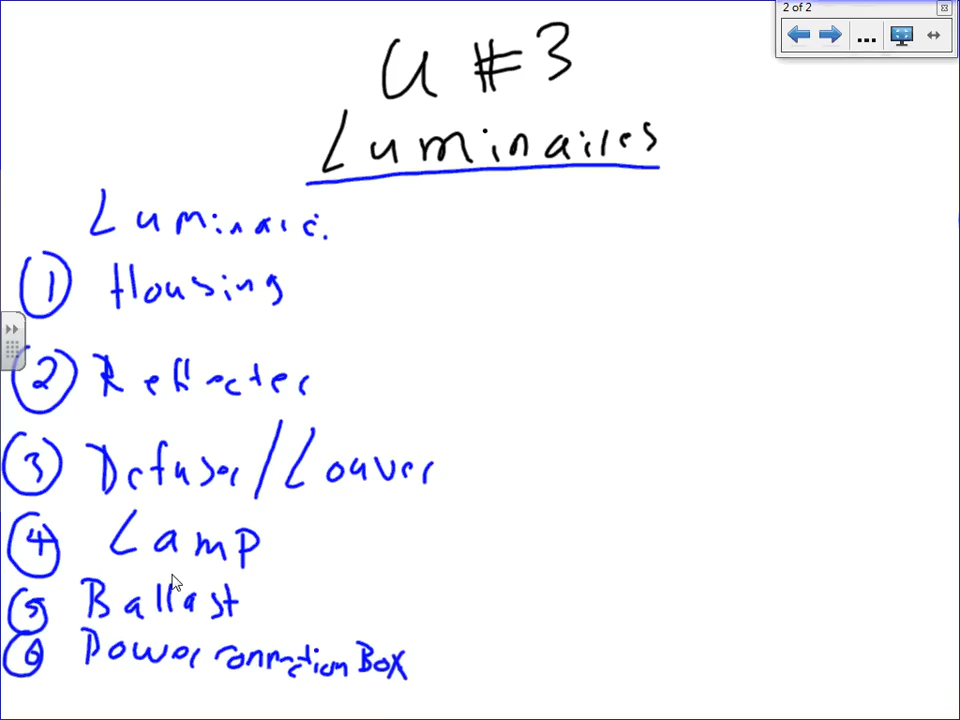 2 of 2
U #3
Luminaires
Luminaire.
1 Housing
2 Reflecter
3 Defuser/Louver
4 Lamp
5 Ballast
6 Power connection Box